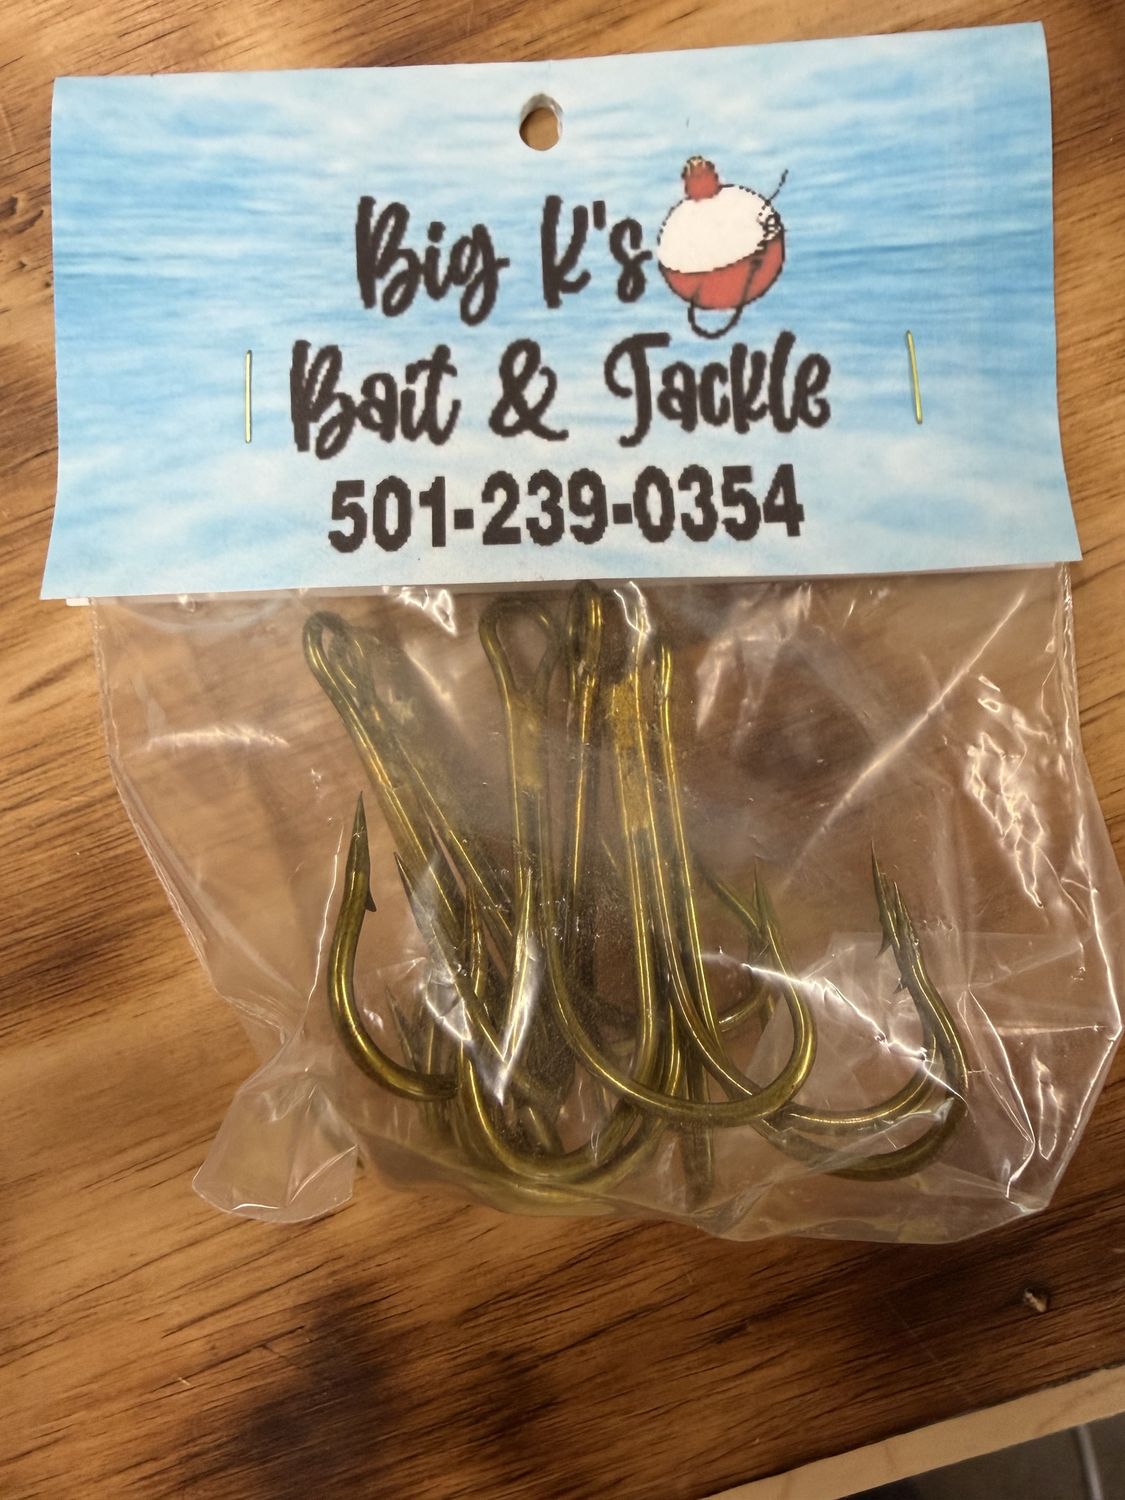 Big K's
Bait & Tackle
501-239-0354